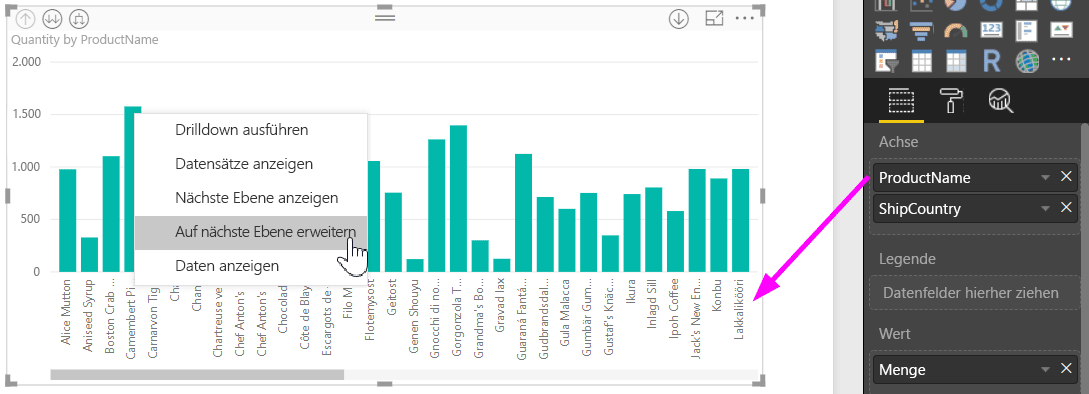 Quantity by ProductName
2.000
1.500
1.000
500
0
Drilldown ausführen
Datensätze anzeigen
Nächste Ebene anzeigen
Auf nächste Ebene erweitern
Daten anzeigen
Alice Mutton
Aniseed Syrup
Boston Crab ...
Camembert Pi...
Carnarvon Tig
Cha
Chan
Chartreuse ve
Chef Anton's
Chef Anton's
Chocolad
Côte de Blay
Escargots de
Filo M
Flotemysost
Geitost
Genen Shouyu
Gnocchi di no...
Gorgonzola T...
Grandma's Bo...
Gravad lax
Guaraná Fantá...
Gudbrandsdal...
Gula Malacca
Gumbär Gum...
Gustaf's Knäc...
Ikura
Inlagd Sill
Ipoh Coffee
Jack's New En...
Konbu
Lakkalikööri
123
R
Achse
ProductName
ShipCountry
Legende
Datenfelder hierher ziehen
Wert
Menge